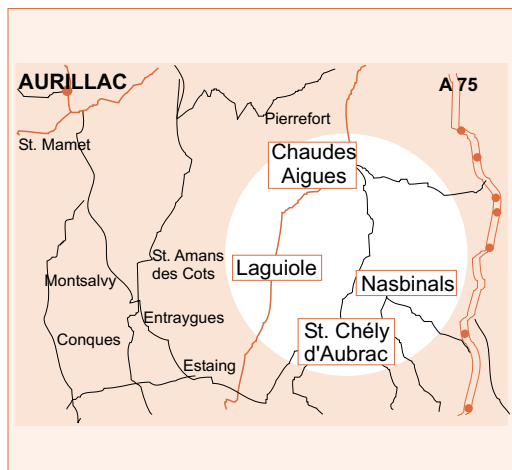 AURILLAC
A 75
Pierrefort
St. Mamet
Chaudes
Aigues
St. Amans
des Cots
Laguiole
Montsalvy
Nasbinals
Entraygues
St. Chély
d'Aubrac
Conques
Estaing